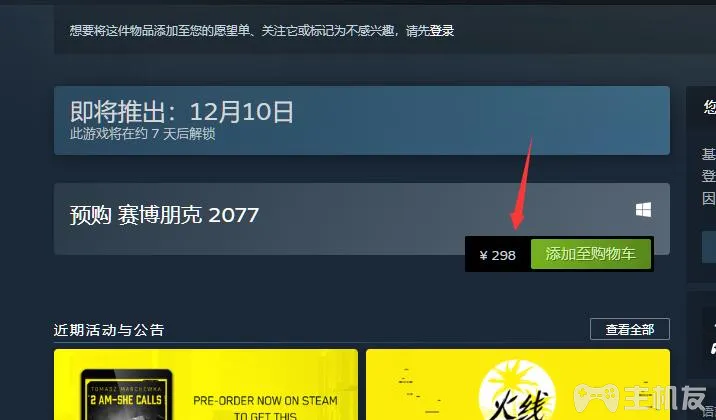 想要将这件物品添加至您的愿望单、关注它或标记为不感兴趣，请先登录
即将推出：12月10日
此游戏将在约 7 天后解锁
预购 赛博朋克 2077
¥ 298
添加至购物车
近期活动与公告
查看全部
TOMASZ MARCHEWKA
2 AM-SHE CALLS
PRE-ORDER NOW ON STEAM
TO GET THIS
火线
您
基
登
因
语
主机友